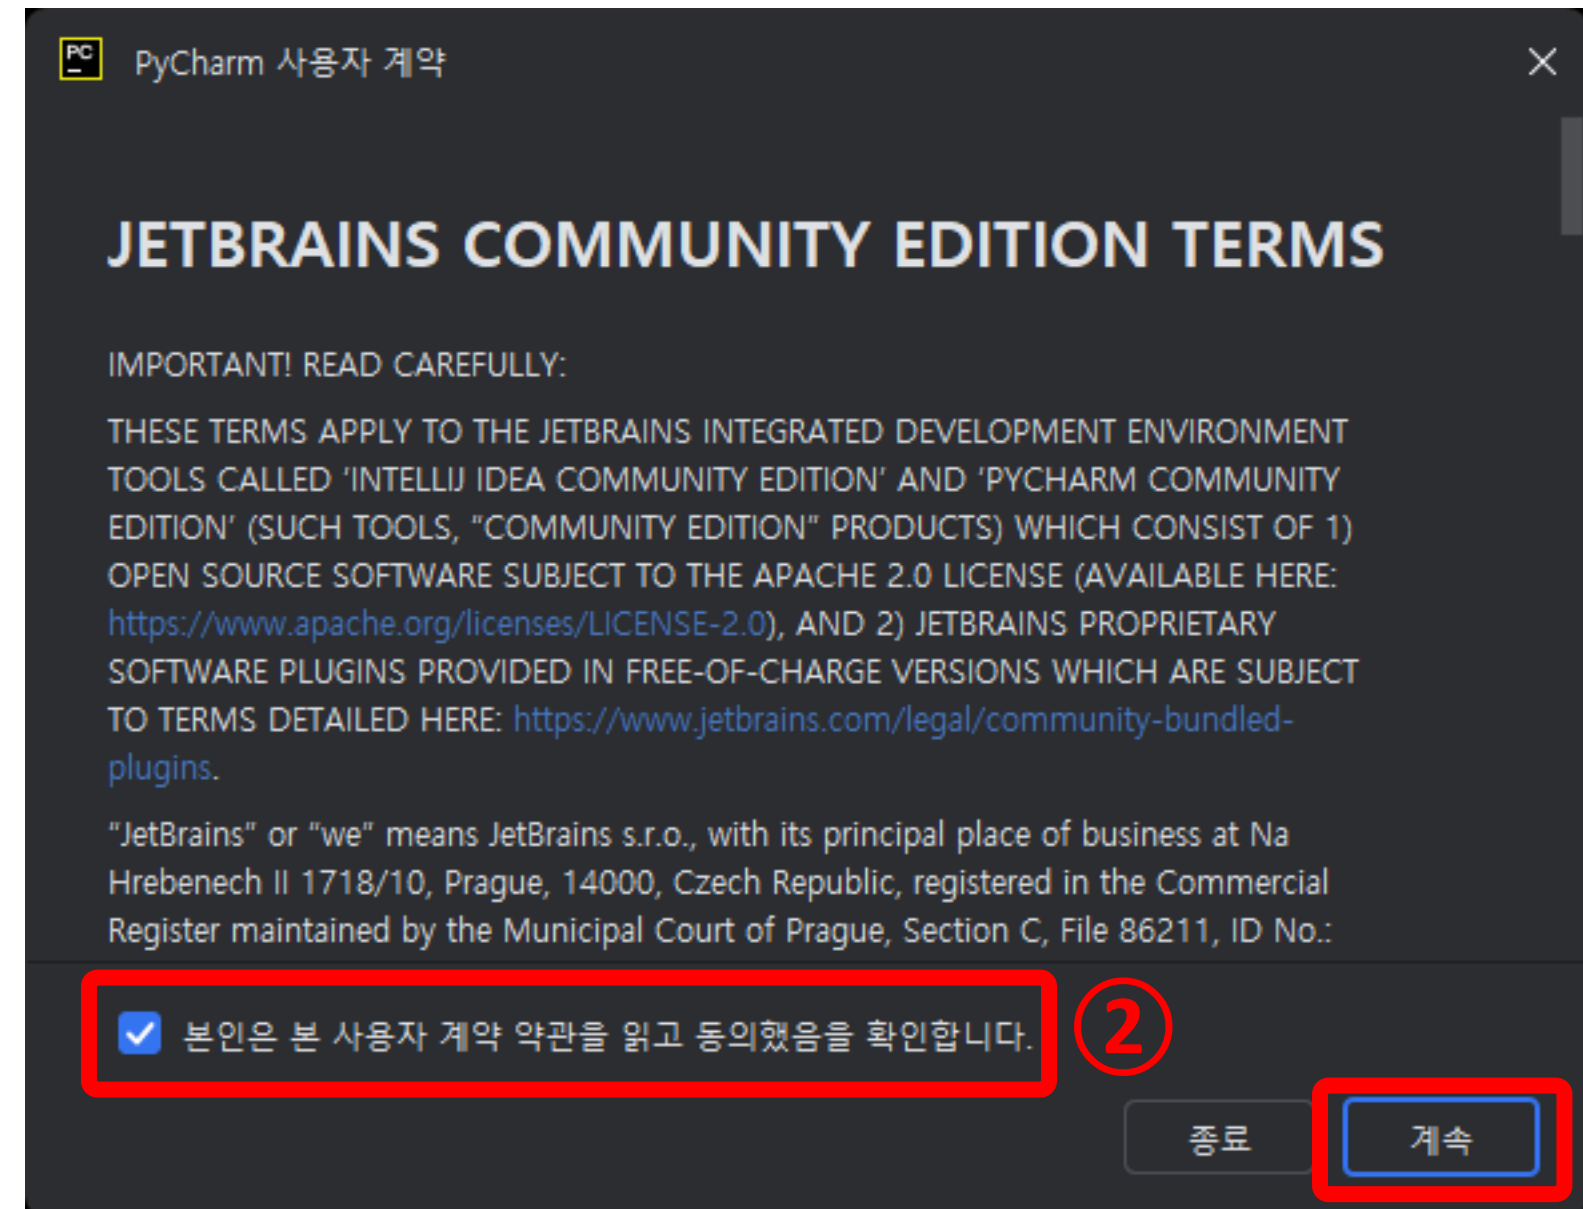 PC
PyCharm 사용자 계약
JETBRAINS COMMUNITY EDITION TERMS
IMPORTANT! READ CAREFULLY:
THESE TERMS APPLY TO THE JETBRAINS INTEGRATED DEVELOPMENT ENVIRONMENT
TOOLS CALLED ‘INTELLIJ IDEA COMMUNITY EDITION’ AND ‘PYCHARM COMMUNITY
EDITION’ (SUCH TOOLS, “COMMUNITY EDITION” PRODUCTS) WHICH CONSIST OF 1)
OPEN SOURCE SOFTWARE SUBJECT TO THE APACHE 2.0 LICENSE (AVAILABLE HERE:
https://www.apache.org/licenses/LICENSE-2.0), AND 2) JETBRAINS PROPRIETARY
SOFTWARE PLUGINS PROVIDED IN FREE-OF-CHARGE VERSIONS WHICH ARE SUBJECT
TO TERMS DETAILED HERE: https://www.jetbrains.com/legal/community-bundled-
plugins.
“JetBrains” or “we” means JetBrains s.r.o., with its principal place of business at Na
Hrebenech II 1718/10, Prague, 14000, Czech Republic, registered in the Commercial
Register maintained by the Municipal Court of Prague, Section C, File 86211, ID No.:
본인은 본 사용자 계약 약관을 읽고 동의했음을 확인합니다.
②
종료
계속